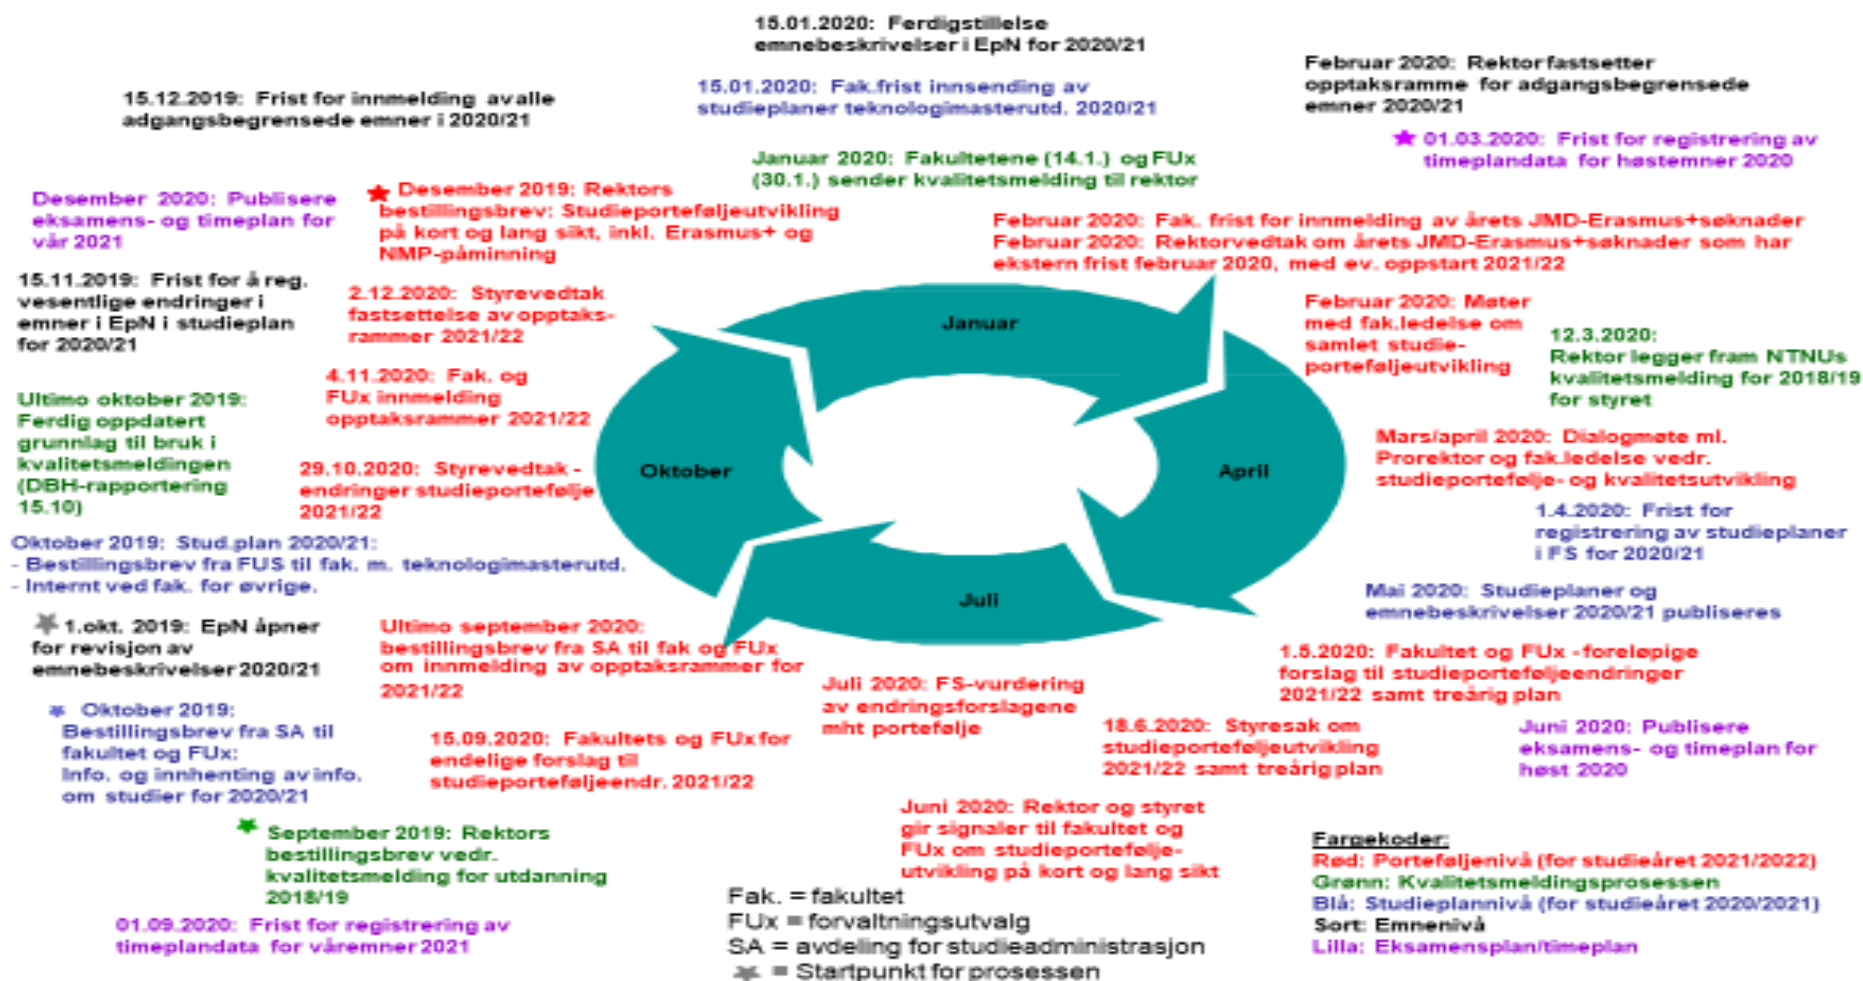 15.01.2020: Ferdigstillelse
emnebeskrivelser i EpN for 2020/21
15.01.2020: Fak.frist innsending av
studieplaner teknologimasterutd. 2020/21
Januar 2020: Fakultetene (14.1.) og FUx
(30.1.) sender kvalitetsmelding til rektor
Februar 2020: Rektor fastsetter
opptaksramme for adgangsbegrensede
emner 2020/21
01.03.2020: Frist for registrering av
timeplandata for høstemner 2020
15.12.2019: Frist for innmelding av alle
adgangsbegrensede emner i 2020/21
Desember 2020: Publisere
eksamens- og timeplan for
vår 2021
Desember 2019: Rektors
bestillingsbrev: Studieporteføljeutvikling
på kort og lang sikt, inkl. Erasmus+ og
NMP-påminning
Februar 2020: Fak. frist for innmelding av årets JMD-Erasmus+søknader
Februar 2020: Rektorvedtak om årets JMD-Erasmus+søknader som har
ekstern frist februar 2020, med ev. oppstart 2021/22
15.11.2019: Frist for å reg.
vesentlige endringer i
emner i EpN i studieplan
for 2020/21
2.12.2020: Styrevedtak
fastsettelse av opptaks-
rammer 2021/22
Januar
Februar 2020: Møter
med fak.ledelse om
samlet studie-
porteføljeutvikling
12.3.2020:
Rektor legger fram NTNUs
kvalitetsmelding for 2018/19
for styret
4.11.2020: Fak. og
FUx innmelding
opptaksrammer 2021/22
Ultimo oktober 2019:
Ferdig oppdatert
grunnlag til bruk i
kvalitetsmeldingen
(DBH-rapportering
15.10)
29.10.2020: Styrevedtak -
endringer studieportefølje
2021/22
Oktober
April
Mars/april 2020: Dialogmøte ml.
Prorektor og fak.ledelse vedr.
studieportefølje- og kvalitetsutvikling
1.4.2020: Frist for
registrering av studieplaner
i FS for 2020/21
Oktober 2019: Stud.plan 2020/21:
- Bestillingsbrev fra FUS til fak. m. teknologimasterutd.
- Internt ved fak. for øvrige.
Juli
Mai 2020: Studieplaner og
emnebeskrivelser 2020/21 publiseres
1.okt. 2019: EpN åpner
for revisjon av
emnebeskrivelser 2020/21
Ultimo september 2020:
bestillingsbrev fra SA til fak og FUx
om innmelding av opptaksrammer for
2021/22
1.5.2020: Fakultet og FUx -foreløpige
forslag til studieporteføljeendringer
2021/22 samt treårig plan
Juli 2020: FS-vurdering
av endringsforslagene
mht portefølje
18.6.2020: Styresak om
studieporteføljeutvikling
2021/22 samt treårig plan
Juni 2020: Publisere
eksamens- og timeplan for
høst 2020
Oktober 2019:
Bestillingsbrev fra SA til
fakultet og FUx:
Info. og innhenting av info.
om studier for 2020/21
15.09.2020: Fakultets og FUx for
endelige forslag til
studieporteføljeendr. 2021/22
Juni 2020: Rektor og styret
gir signaler til fakultet og
FUx om studieportefølje-
utvikling på kort og lang sikt
September 2019: Rektors
bestillingsbrev vedr.
kvalitetsmelding for utdanning
2018/19
01.09.2020: Frist for registrering av
timeplandata for våremner 2021
Fak. = fakultet
FUx = forvaltningsutvalg
SA = avdeling for studieadministrasjon
= Startpunkt for prosessen
Fargekoder:
Rød: Porteføljenivå (for studieåret 2021/2022)
Grønn: Kvalitetsmeldingsprosessen
Blå: Studieplannivå (for studieåret 2020/2021)
Sort: Emnenivå
Lilla: Eksamensplan/timeplan